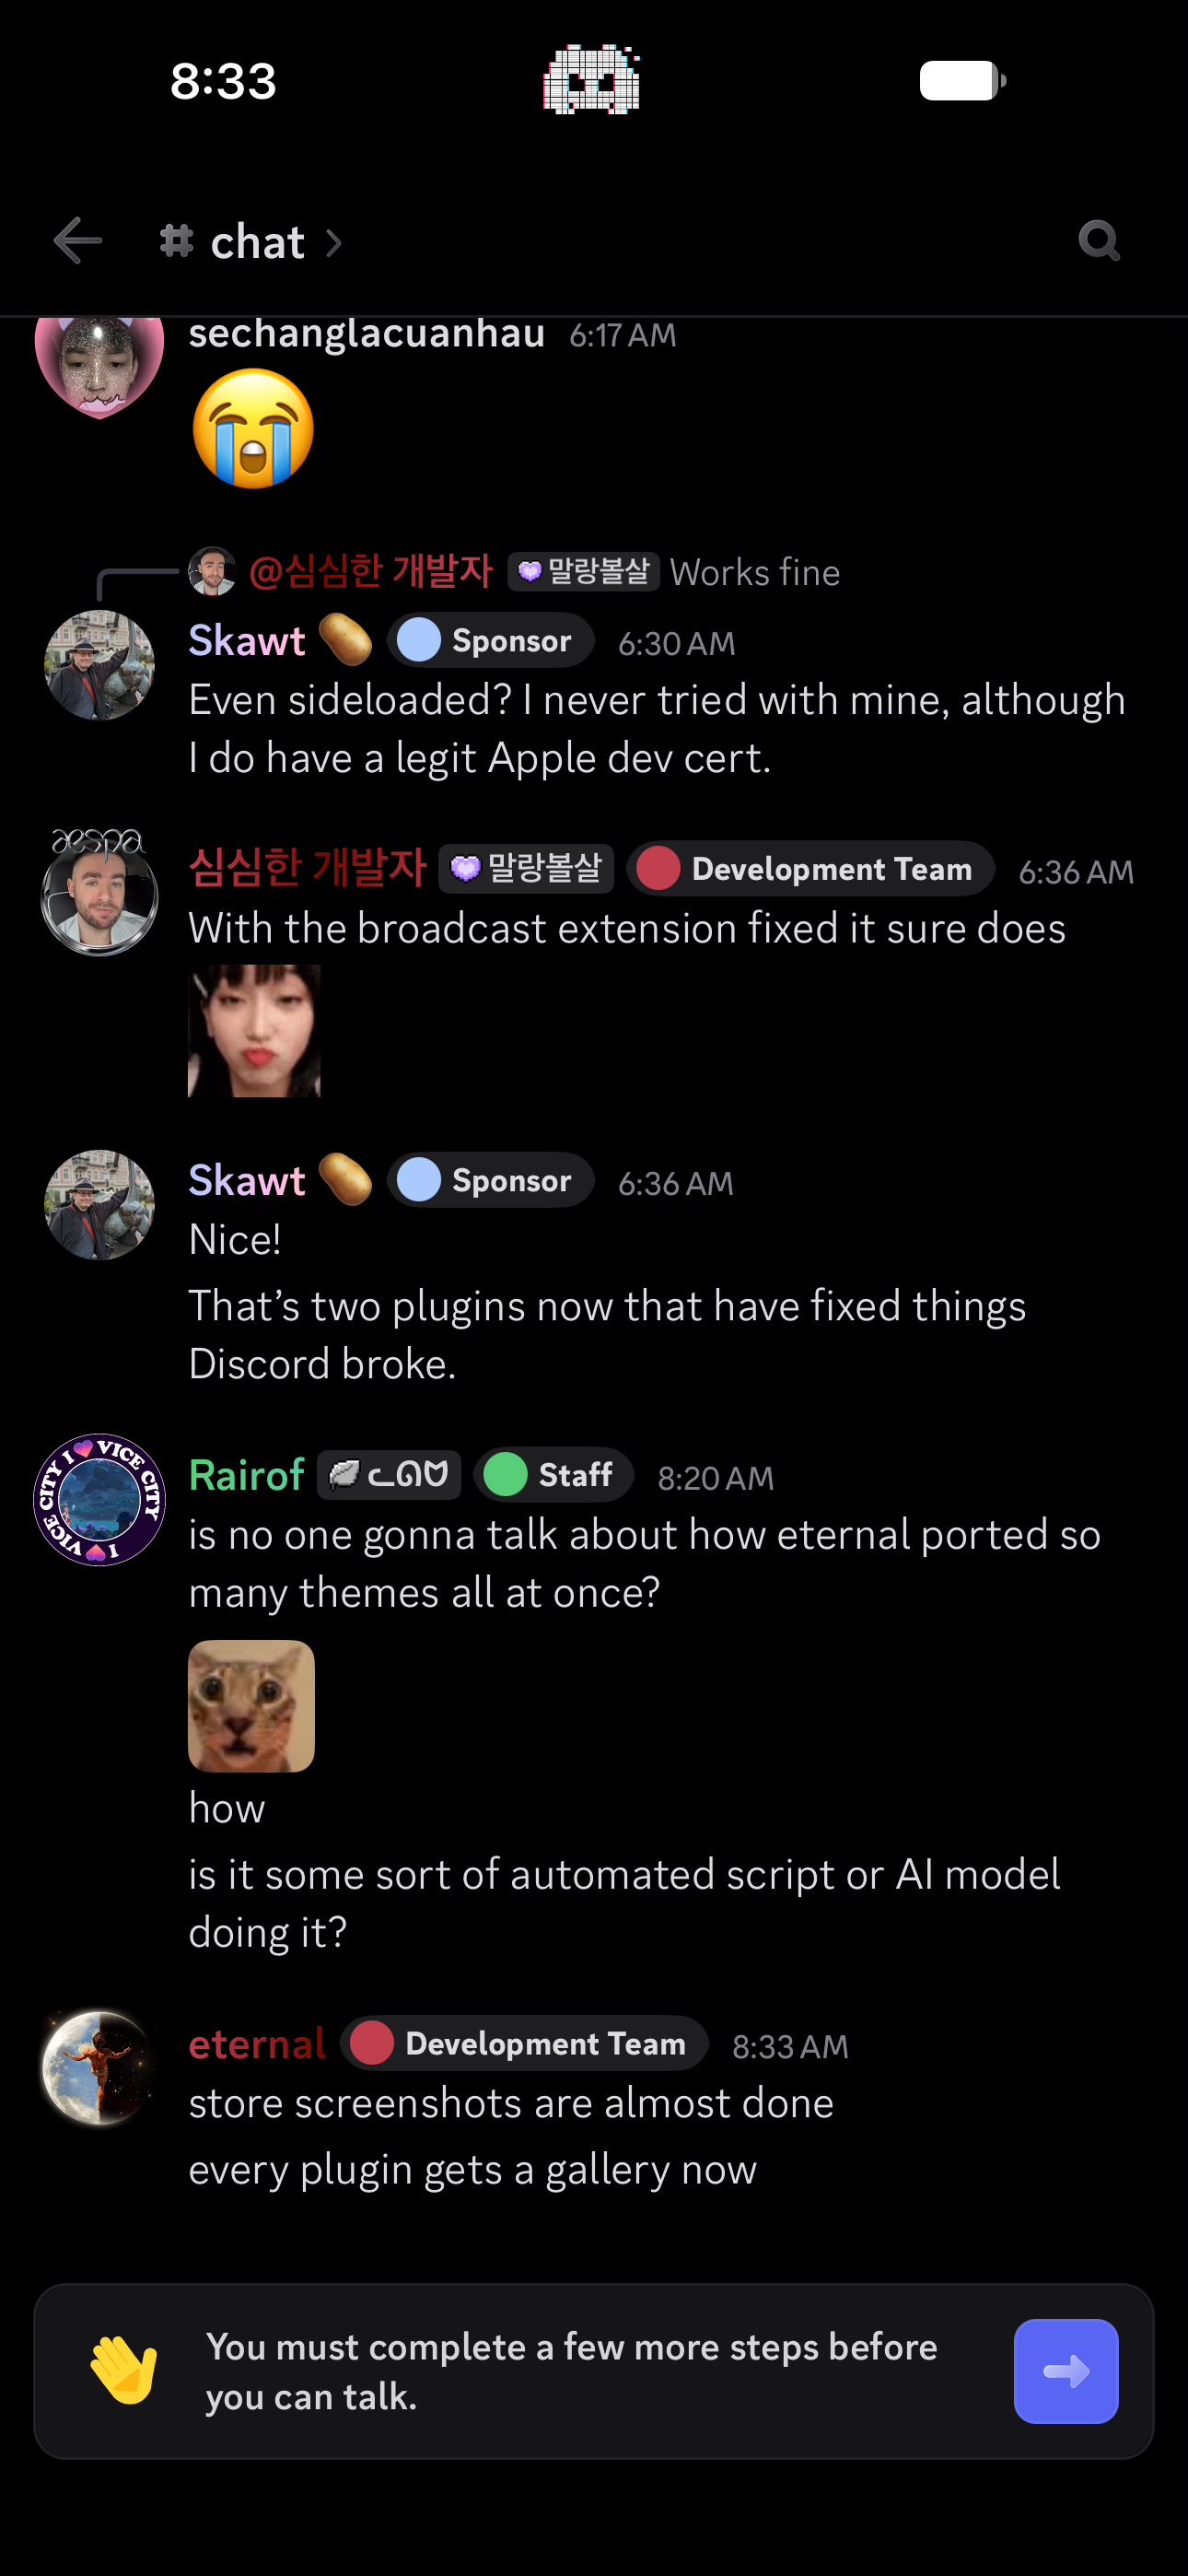 8:33
chat
sechanglacuanhau 6:17 AM
@심심한 개발자 말랑볼살 Works fine
Skawt Sponsor 6:30 AM
Even sideloaded? I never tried with mine, although
I do have a legit Apple dev cert.
aespa
심심한 개발자 말랑볼살 Development Team 6:36 AM
With the broadcast extension fixed it sure does
Skawt Sponsor 6:36 AM
Nice!
That’s two plugins now that have fixed things
Discord broke.
I VICE CITY I VICE CITY
Rairof Staff 8:20 AM
is no one gonna talk about how eternal ported so
many themes all at once?
how
is it some sort of automated script or AI model
doing it?
eternal Development Team 8:33 AM
store screenshots are almost done
every plugin gets a gallery now
You must complete a few more steps before
you can talk.